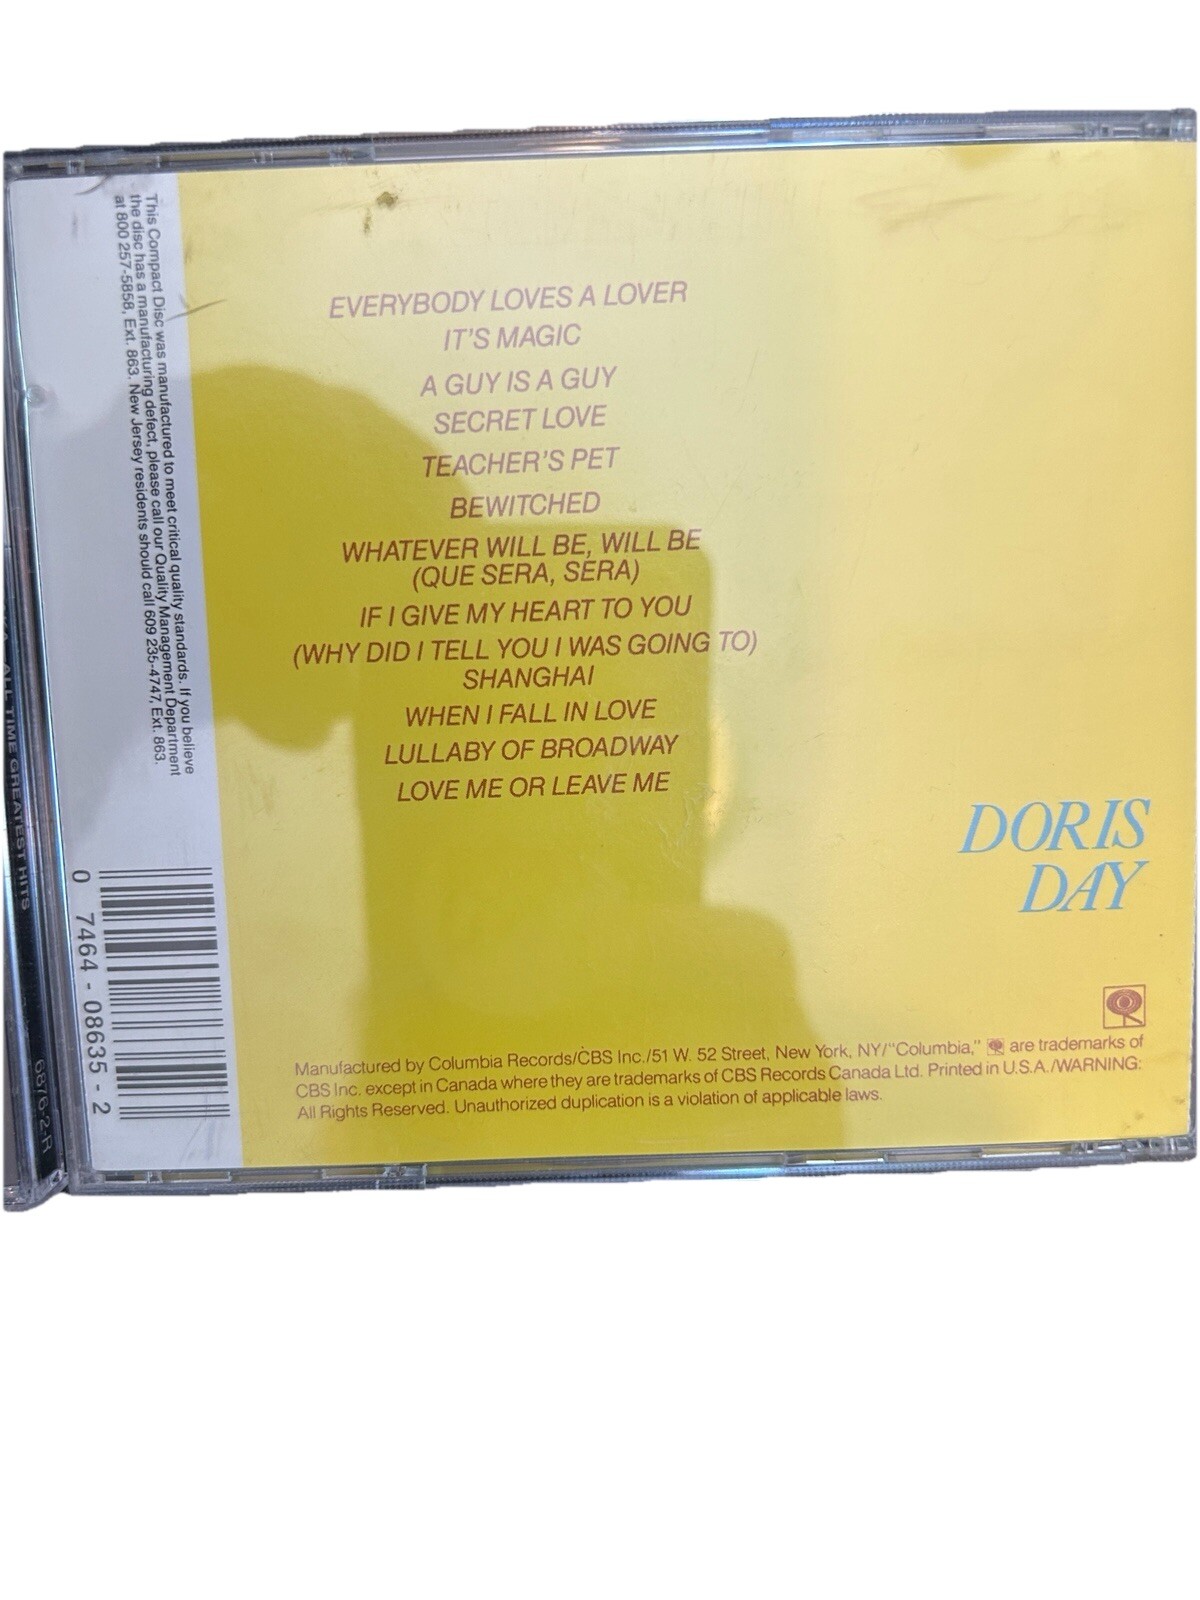 EVERYBODY LOVES A LOVER
IT'S MAGIC
A GUY IS A GUY
SECRET LOVE
TEACHER'S PET
BEWITCHED
WHATEVER WILL BE, WILL BE
(QUE SERA, SERA)
IF I GIVE MY HEART TO YOU
(WHY DID I TELL YOU I WAS GOING TO)
SHANGHAI
WHEN I FALL IN LOVE
LULLABY OF BROADWAY
LOVE ME OR LEAVE ME
DORIS
DAY
Manufactured by Columbia Records/CBS Inc./51 W. 52 Street, New York, NY/"Columbia," are trademarks of
CBS Inc. except in Canada where they are trademarks of CBS Records Canada Ltd. Printed in U.S.A./WARNING:
All Rights Reserved. Unauthorized duplication is a violation of applicable laws.
This Compact Disc was manufactured to meet critical quality standards. If you believe
the disc has a manufacturing defect, please call our Quality Management Department
at 800 257-5858, Ext. 863. New Jersey residents should call 609 235-4747, Ext. 863.
0 7464 - 08635 - 2
ALL TIME GREATEST HITS
6876-2-R